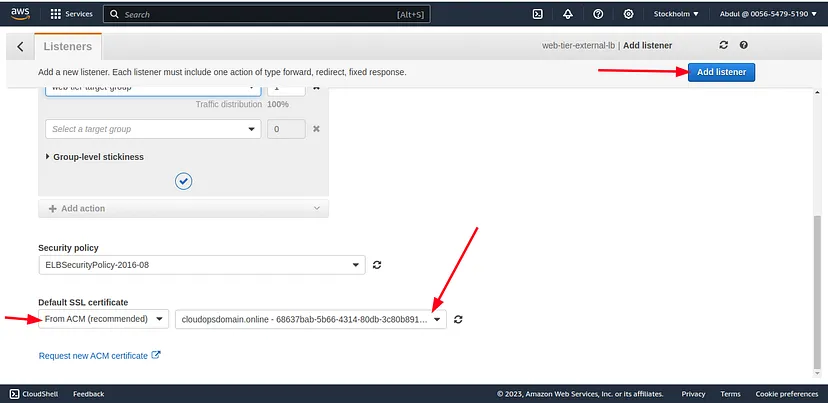 aws Services Search [Alt+S] Stockholm Abdul @ 0056-5479-5190
Listeners web-tier-external-lb | Add listener
Add a new listener. Each listener must include one action of type forward, redirect, fixed response. Add listener
web-tier-target-group 1
Traffic distribution 100%
Select a target group 0
Group-level stickiness
Add action
Security policy
ELBSecurityPolicy-2016-08
Default SSL certificate
From ACM (recommended) cloudopsdomain.online - 68637bab-5b66-4314-80db-3c80b891...
Request new ACM certificate
CloudShell Feedback © 2023, Amazon Web Services, Inc. or its affiliates. Privacy Terms Cookie preferences